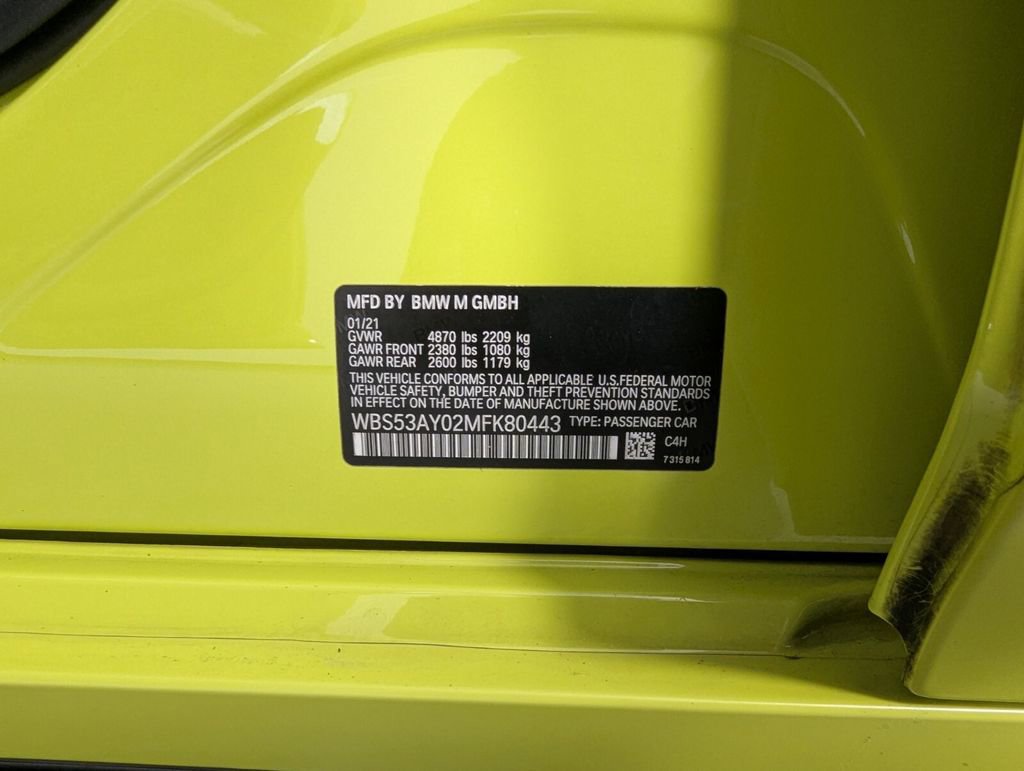 MFD BY BMW M GMBH
01/21
GVWR 4870 lbs 2209 kg
GAWR FRONT 2380 lbs 1080 kg
GAWR REAR 2600 lbs 1179 kg
THIS VEHICLE CONFORMS TO ALL APPLICABLE U.S.FEDERAL MOTOR
VEHICLE SAFETY, BUMPER AND THEFT PREVENTION STANDARDS
IN EFFECT ON THE DATE OF MANUFACTURE SHOWN ABOVE.
WBS53AY02MFK80443 TYPE: PASSENGER CAR
C4H
7 315 814